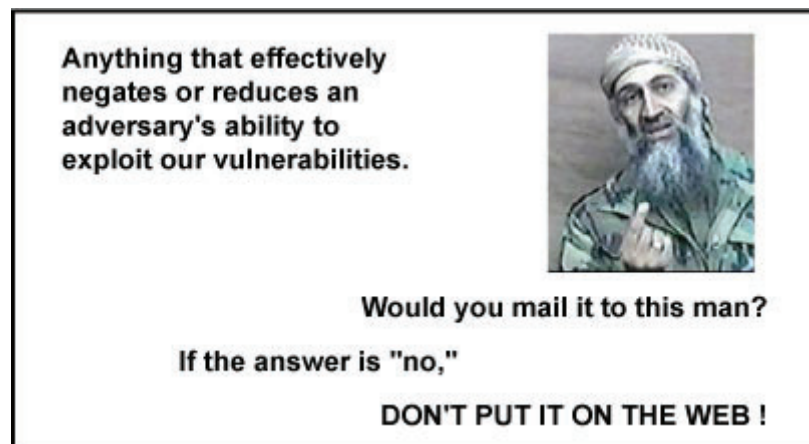 Anything that effectively
negates or reduces an
adversary's ability to
exploit our vulnerabilities.
Would you mail it to this man?
If the answer is "no,"
DON'T PUT IT ON THE WEB !